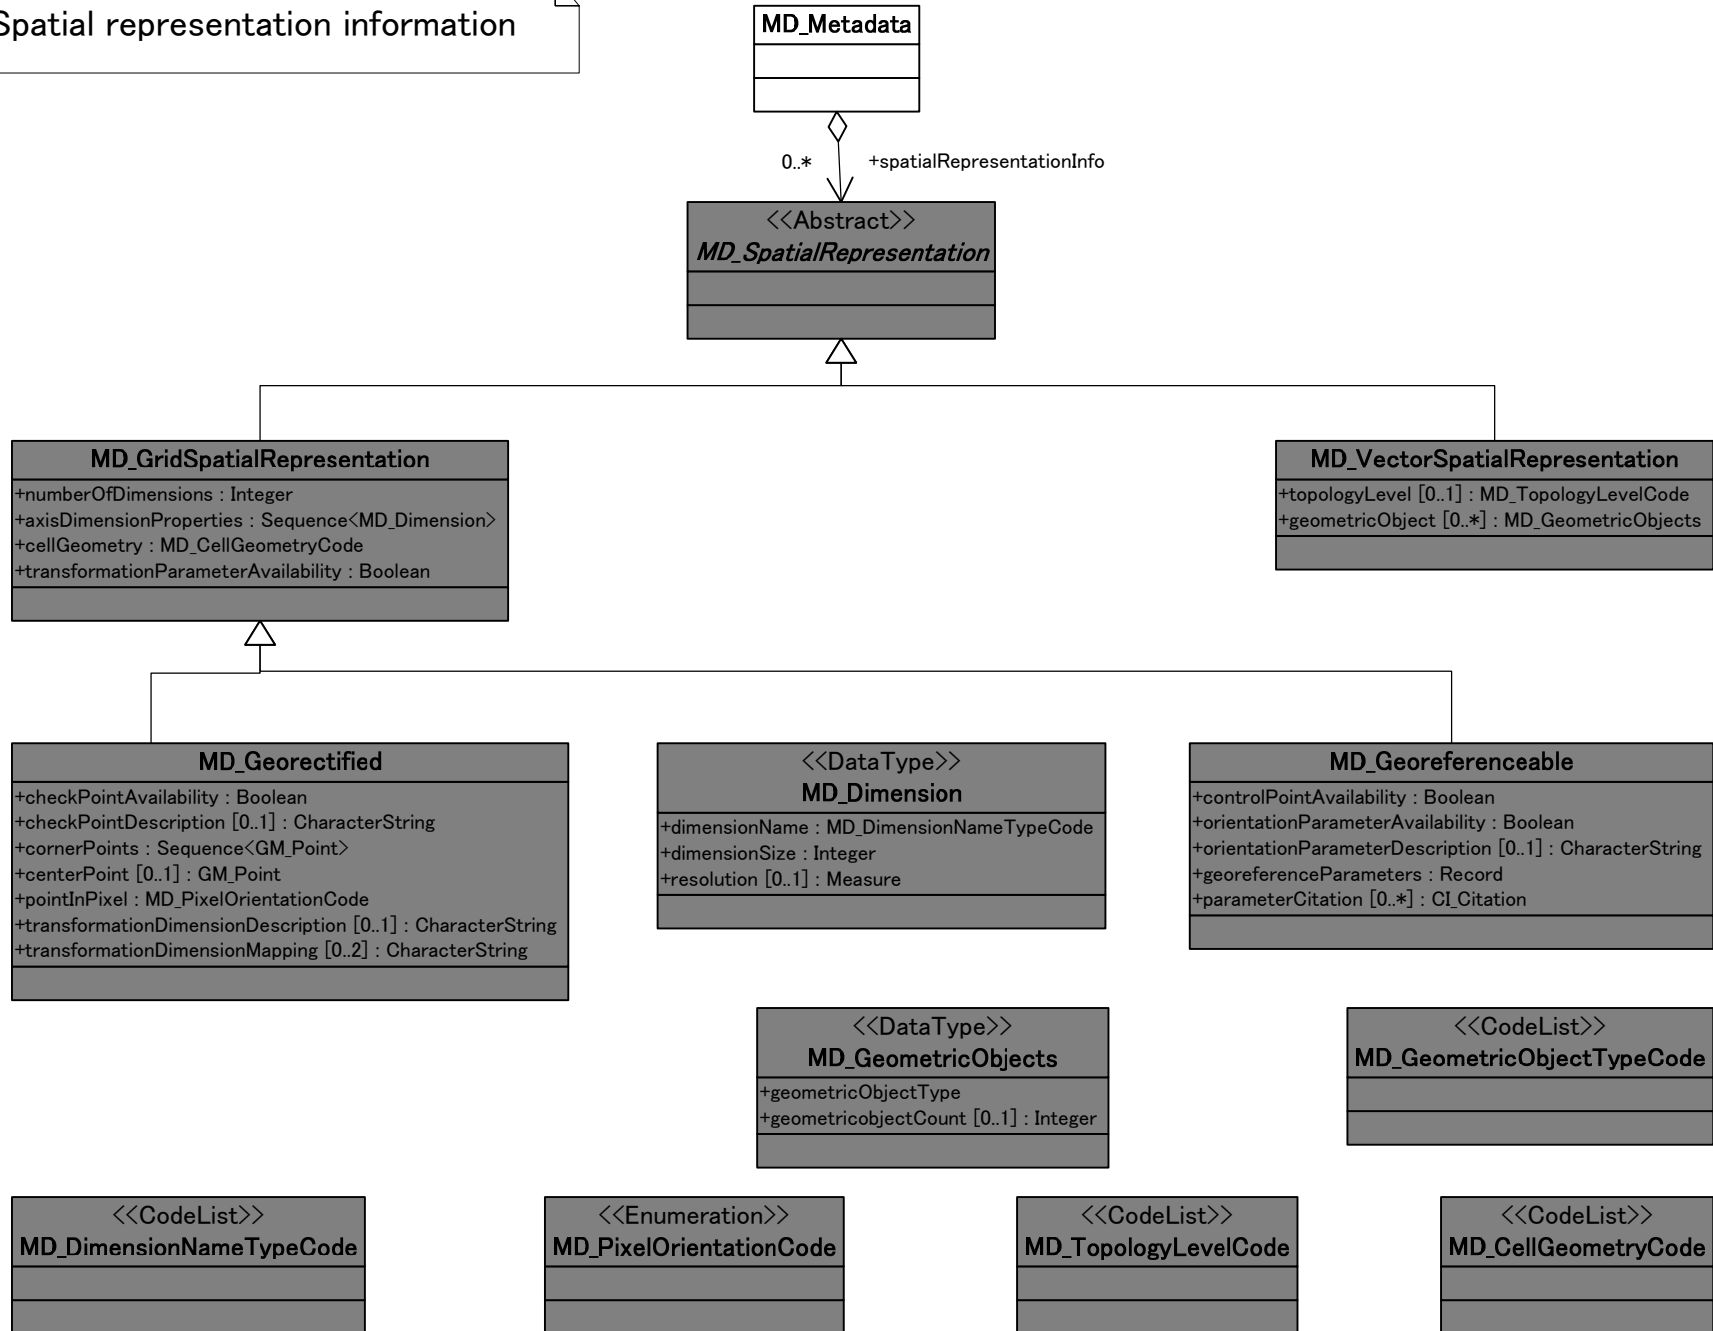 Spatial representation information
MD_Metadata
0..*
+spatialRepresentationInfo
<<Abstract>>
MD_SpatialRepresentation
MD_GridSpatialRepresentation
+numberOfDimensions : Integer
+axisDimensionProperties : Sequence<MD_Dimension>
+cellGeometry : MD_CellGeometryCode
+transformationParameterAvailability : Boolean
MD_VectorSpatialRepresentation
+topologyLevel [0..1] : MD_TopologyLevelCode
+geometricObject [0..*] : MD_GeometricObjects
MD_Georectified
+checkPointAvailability : Boolean
+checkPointDescription [0..1] : CharacterString
+cornerPoints : Sequence<GM_Point>
+centerPoint [0..1] : GM_Point
+pointInPixel : MD_PixelOrientationCode
+transformationDimensionDescription [0..1] : CharacterString
+transformationDimensionMapping [0..2] : CharacterString
<<DataType>>
MD_Dimension
+dimensionName : MD_DimensionNameTypeCode
+dimensionSize : Integer
+resolution [0..1] : Measure
MD_Georeferenceable
+controlPointAvailability : Boolean
+orientationParameterAvailability : Boolean
+orientationParameterDescription [0..1] : CharacterString
+georeferenceParameters : Record
+parameterCitation [0..*] : CI_Citation
<<DataType>>
MD_GeometricObjects
+geometricObjectType
+geometricobjectCount [0..1] : Integer
<<CodeList>>
MD_GeometricObjectTypeCode
<<CodeList>>
MD_DimensionNameTypeCode
<<Enumeration>>
MD_PixelOrientationCode
<<CodeList>>
MD_TopologyLevelCode
<<CodeList>>
MD_CellGeometryCode